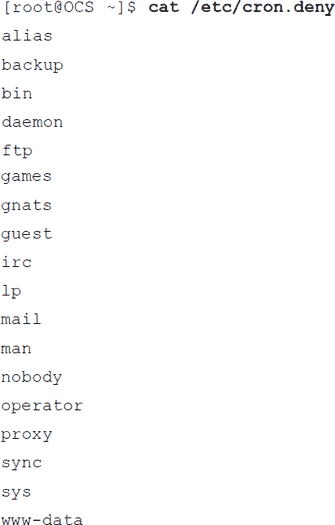 [root@OCS ~]$ cat /etc/cron.deny
alias
backup
bin
daemon
ftp
games
gnats
guest
irc
lp
mail
man
nobody
operator
proxy
sync
sys
www-data